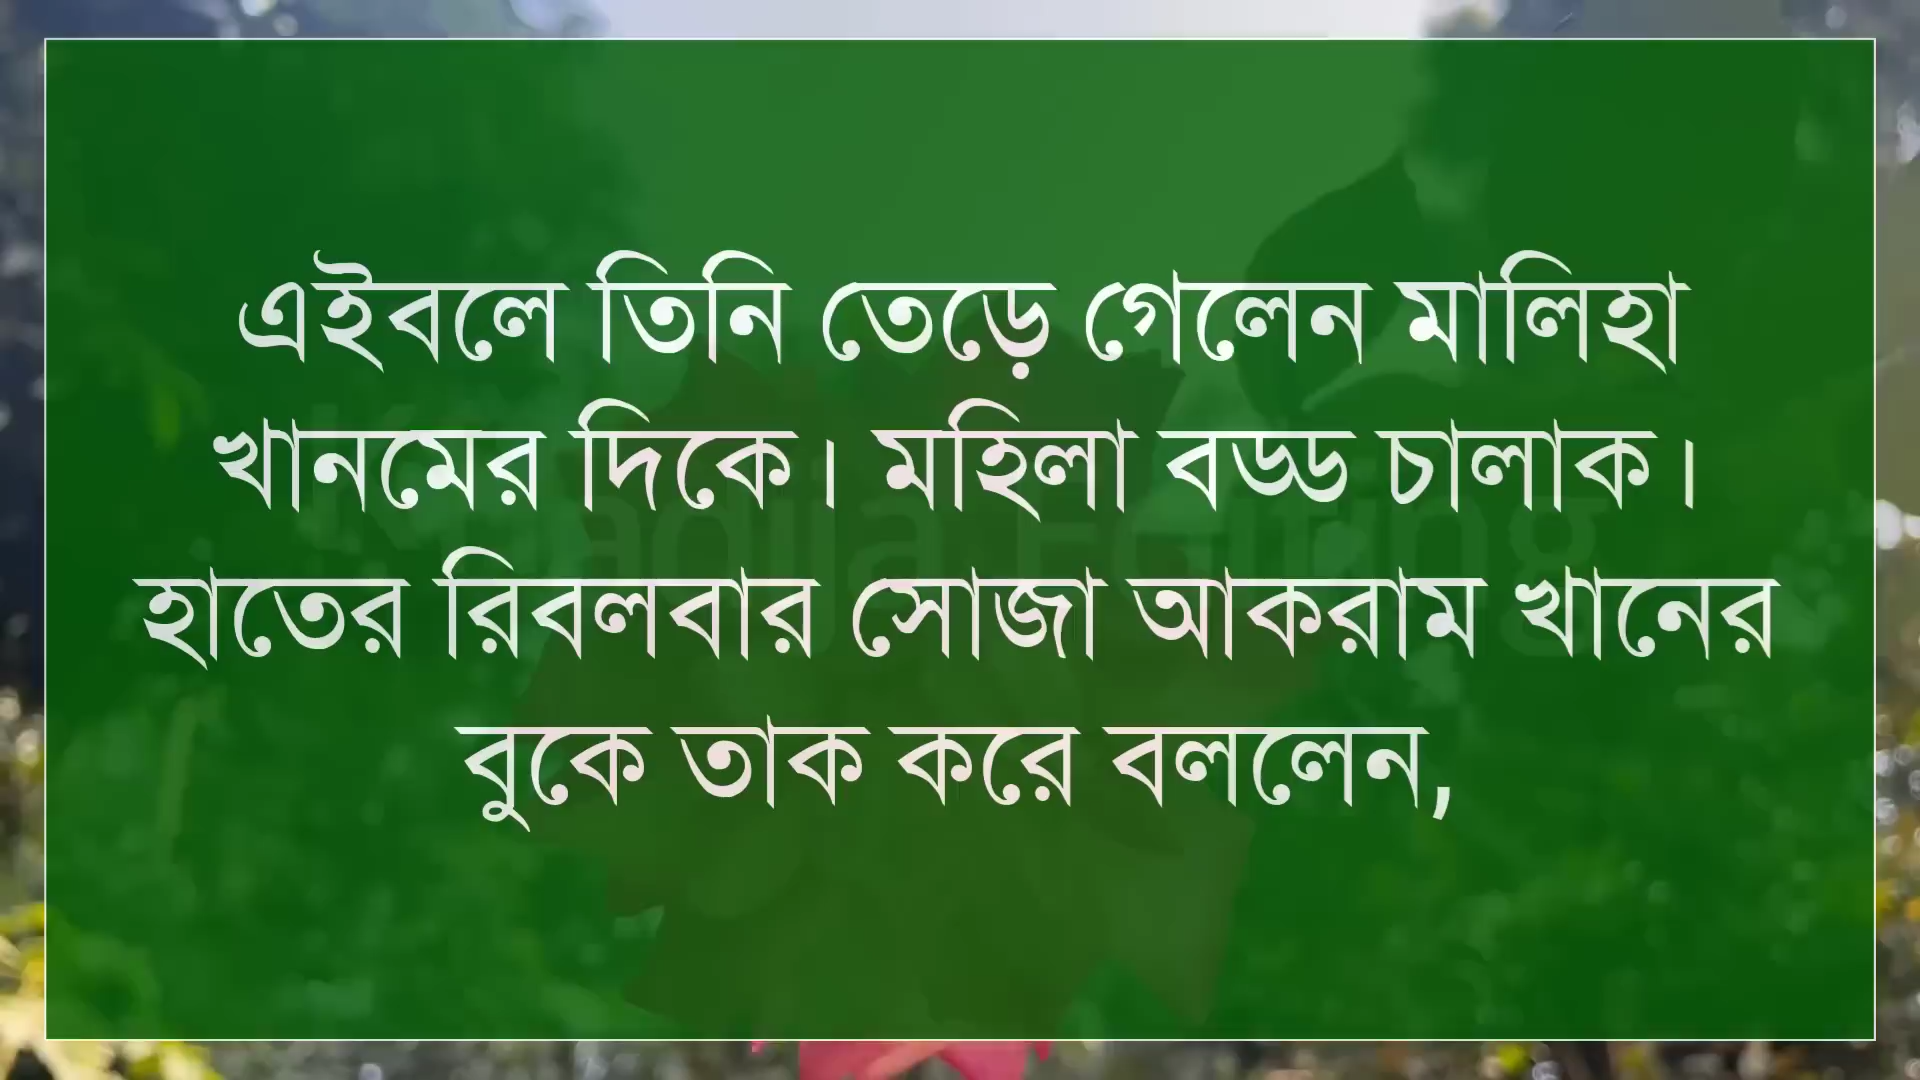 এইবলে তিনি তেড়ে গেলেন মালিহা
খানমের দিকে। মহিলা বড্ড চালাক।
হাতের রিবলবার সোজা আকরাম খানের
বুকে তাক করে বললেন,